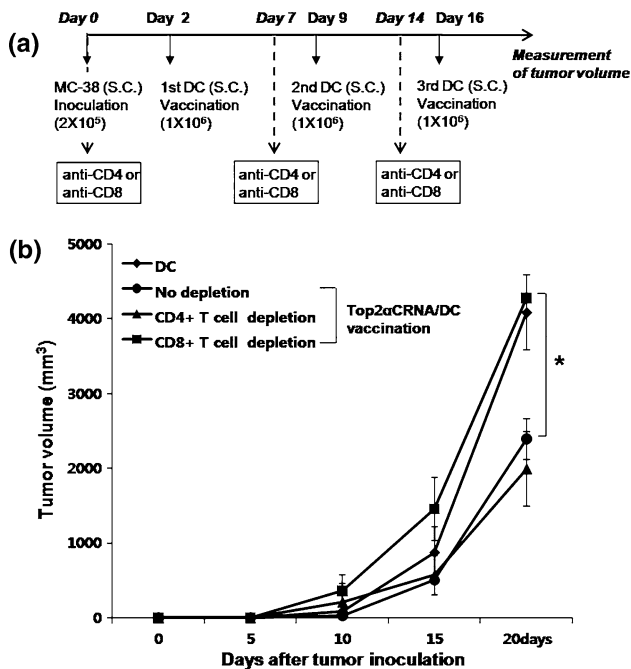 (a)
Day 0 Day 2 Day 7 Day 9 Day 14 Day 16
Measurement
of tumor volume
MC-38 (S.C.)
Inoculation
(2X10⁵)
1st DC (S.C.)
Vaccination
(1X10⁶)
2nd DC (S.C.)
Vaccination
(1X10⁶)
3rd DC (S.C.)
Vaccination
(1X10⁶)
anti-CD4 or
anti-CD8
anti-CD4 or
anti-CD8
anti-CD4 or
anti-CD8
(b)
Tumor volume (mm³)
5000
4000
3000
2000
1000
0
DC
No depletion
CD4+ T cell depletion
CD8+ T cell depletion
Top2αCRNA/DC
vaccination
*
0 5 10 15 20days
Days after tumor inoculation